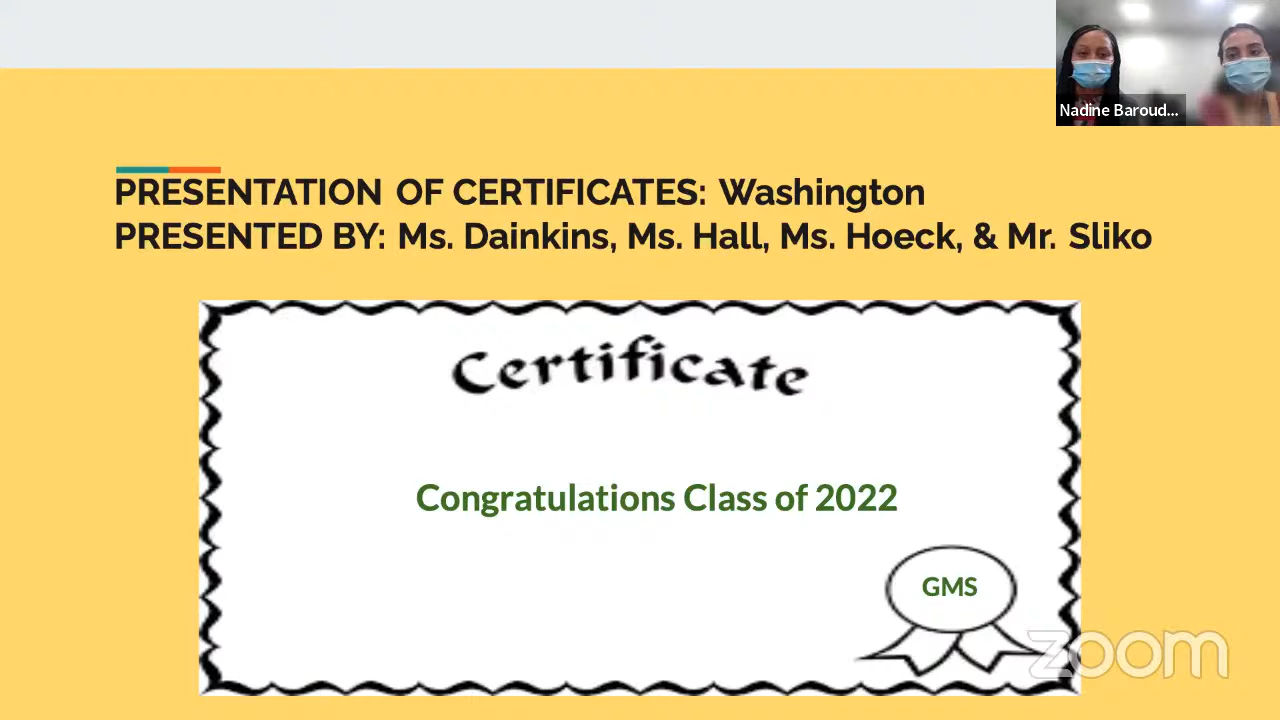 Nadine Baroud...
PRESENTATION OF CERTIFICATES: Washington
PRESENTED BY: Ms. Dainkins, Ms. Hall, Ms. Hoeck, & Mr. Sliko
Certificate
Congratulations Class of 2022
GMS
zoom